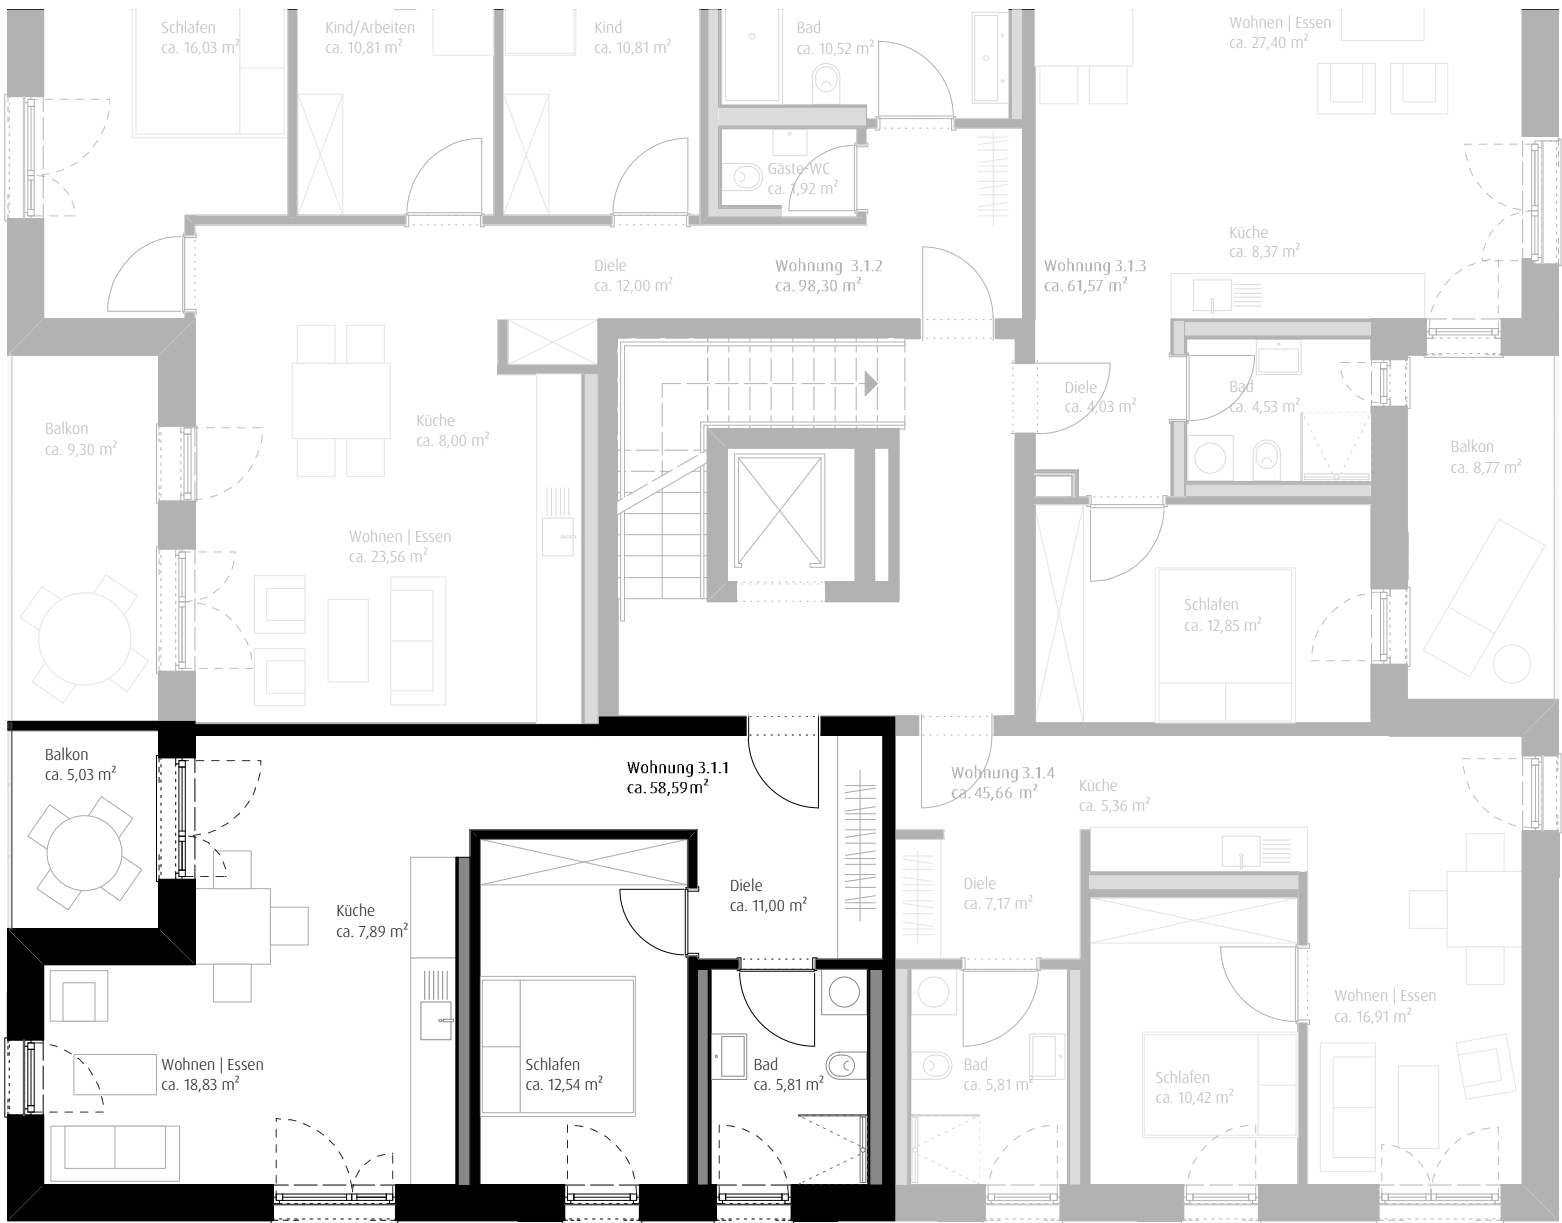 Schlafen
ca. 16,03 m²
Kind/Arbeiten
ca. 10,81 m²
Kind
ca. 10,81 m²
Bad
ca. 10,52 m²
Wohnen | Essen
ca. 27,40 m²
Gäste-WC
ca. 1,92 m²
Küche
ca. 8,37 m²
Diele
ca. 12,00 m²
Wohnung 3.1.2
ca. 98,30 m²
Wohnung 3.1.3
ca. 61,57 m²
Diele
ca. 4,03 m²
Bad
ca. 4,53 m²
Balkon
ca. 9,30 m²
Küche
ca. 8,00 m²
Balkon
ca. 8,77 m²
Wohnen | Essen
ca. 23,56 m²
Schlafen
ca. 12,85 m²
Balkon
ca. 5,03 m²
Wohnung 3.1.1
ca. 58,59m²
Wohnung 3.1.4
ca. 45,66 m²
Küche
ca. 5,36 m²
Küche
ca. 7,89 m²
Diele
ca. 11,00 m²
Diele
ca. 7,17 m²
Wohnen | Essen
ca. 16,91 m²
Wohnen | Essen
ca. 18,83 m²
Schlafen
ca. 12,54 m²
Bad
ca. 5,81 m²
Bad
ca. 5,81 m²
Schlafen
ca. 10,42 m²